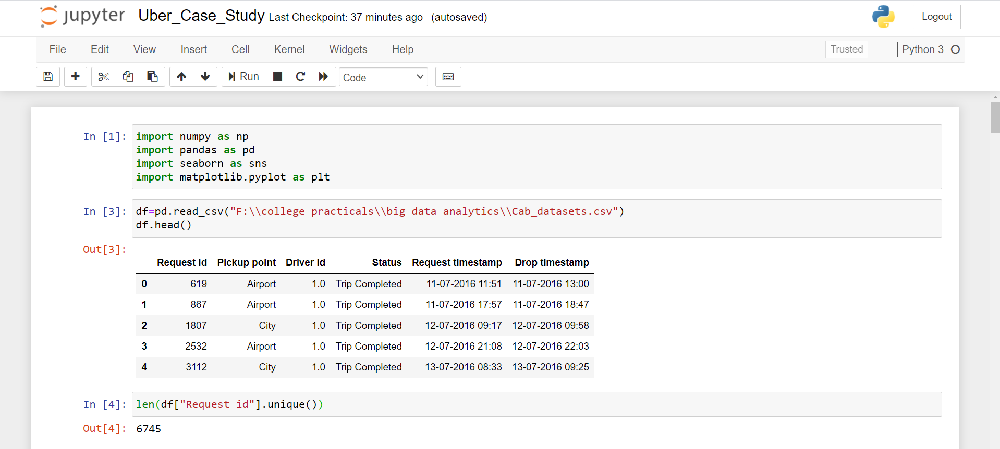 jupyter Uber_Case_Study Last Checkpoint: 37 minutes ago (autosaved) Logout
File Edit View Insert Cell Kernel Widgets Help Trusted Python 3
Run Code
In [1]: import numpy as np
import pandas as pd
import seaborn as sns
import matplotlib.pyplot as plt
In [3]: df=pd.read_csv("F:\\college practicals\\big data analytics\\Cab_datasets.csv")
df.head()
Out[3]:
Request id Pickup point Driver id Status Request timestamp Drop timestamp
0 619 Airport 1.0 Trip Completed 11-07-2016 11:51 11-07-2016 13:00
1 867 Airport 1.0 Trip Completed 11-07-2016 17:57 11-07-2016 18:47
2 1807 City 1.0 Trip Completed 12-07-2016 09:17 12-07-2016 09:58
3 2532 Airport 1.0 Trip Completed 12-07-2016 21:08 12-07-2016 22:03
4 3112 City 1.0 Trip Completed 13-07-2016 08:33 13-07-2016 09:25
In [4]: len(df["Request id"].unique())
Out[4]: 6745